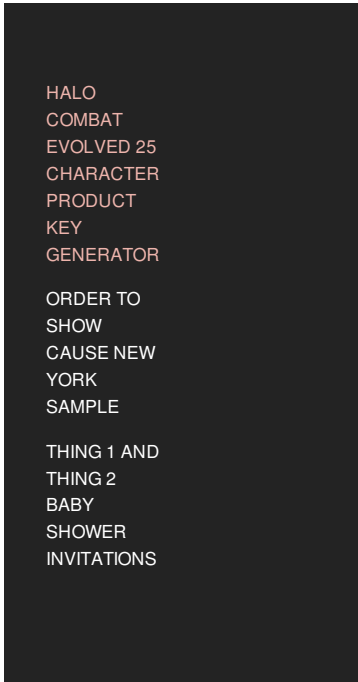 HALO
COMBAT
EVOLVED 25
CHARACTER
PRODUCT
KEY
GENERATOR
ORDER TO
SHOW
CAUSE NEW
YORK
SAMPLE
THING 1 AND
THING 2
BABY
SHOWER
INVITATIONS